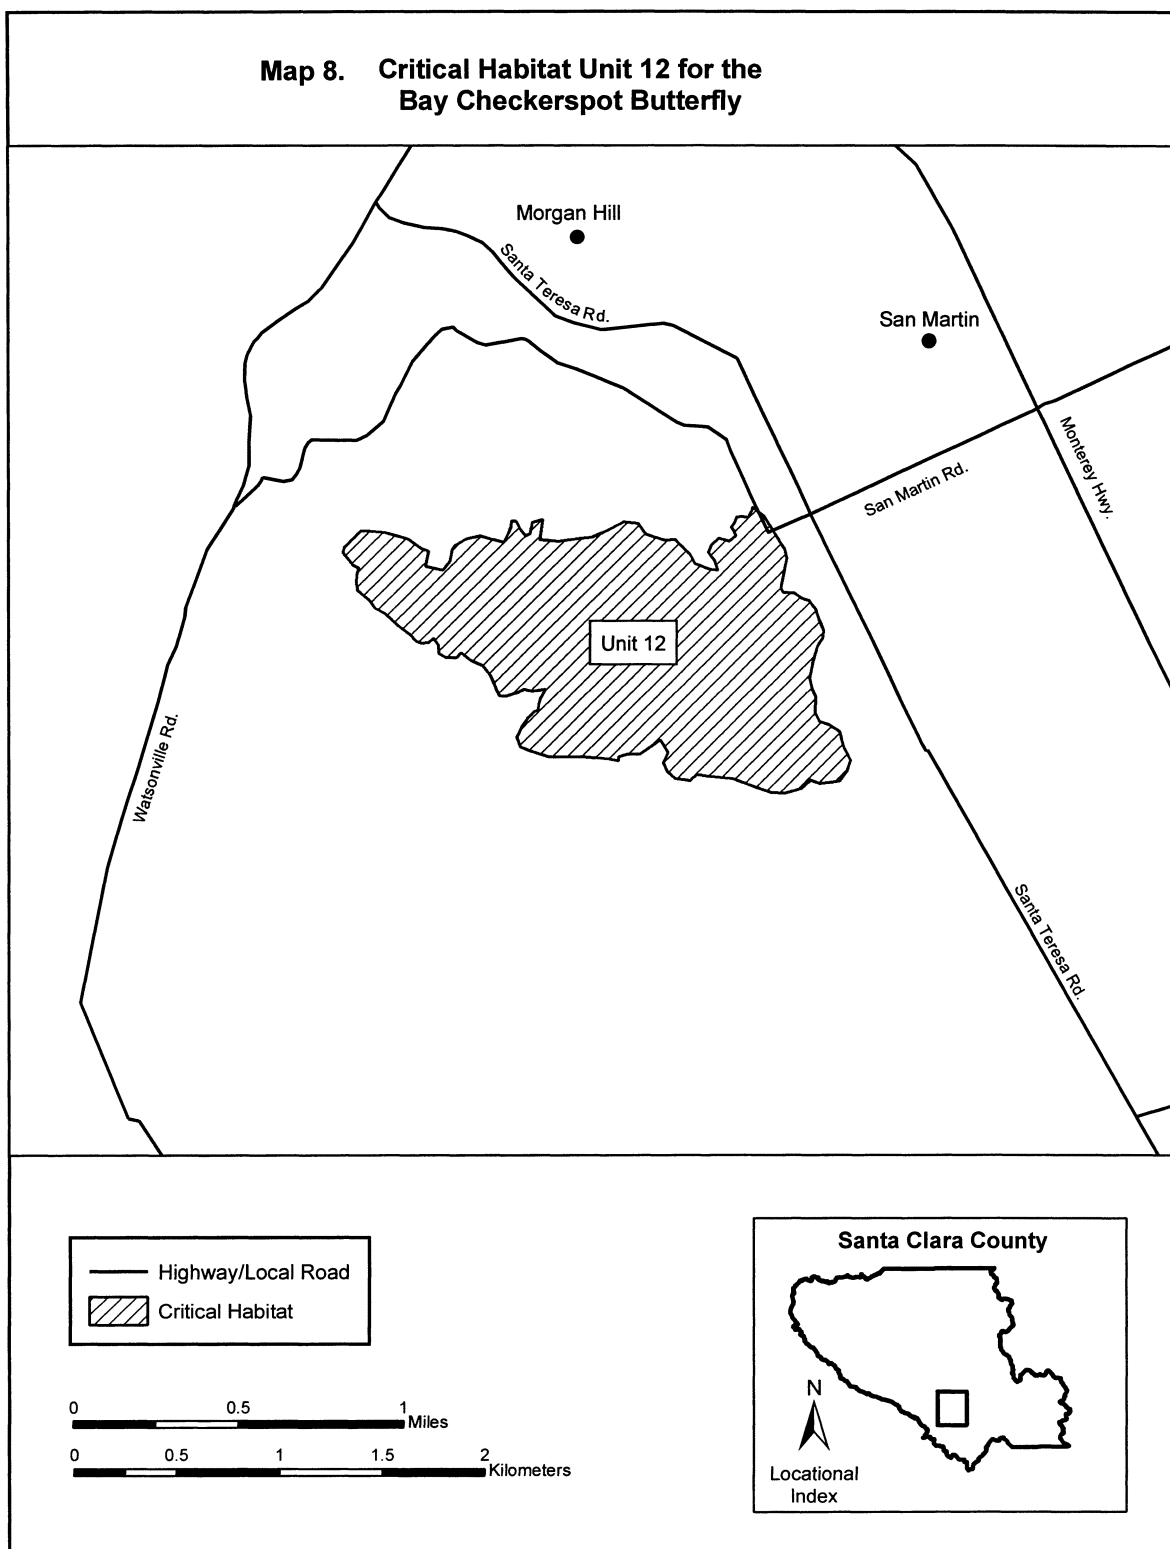 Map 8. Critical Habitat Unit 12 for the
Bay Checkerspot Butterfly
Morgan Hill
Santa Teresa Rd.
San Martin
Monterey Hwy.
San Martin Rd.
Unit 12
Watsonville Rd.
Santa Teresa Rd.
Highway/Local Road
Critical Habitat
0 0.5 1
Miles
0 0.5 1 1.5 2
Kilometers
Santa Clara County
N
Locational
Index